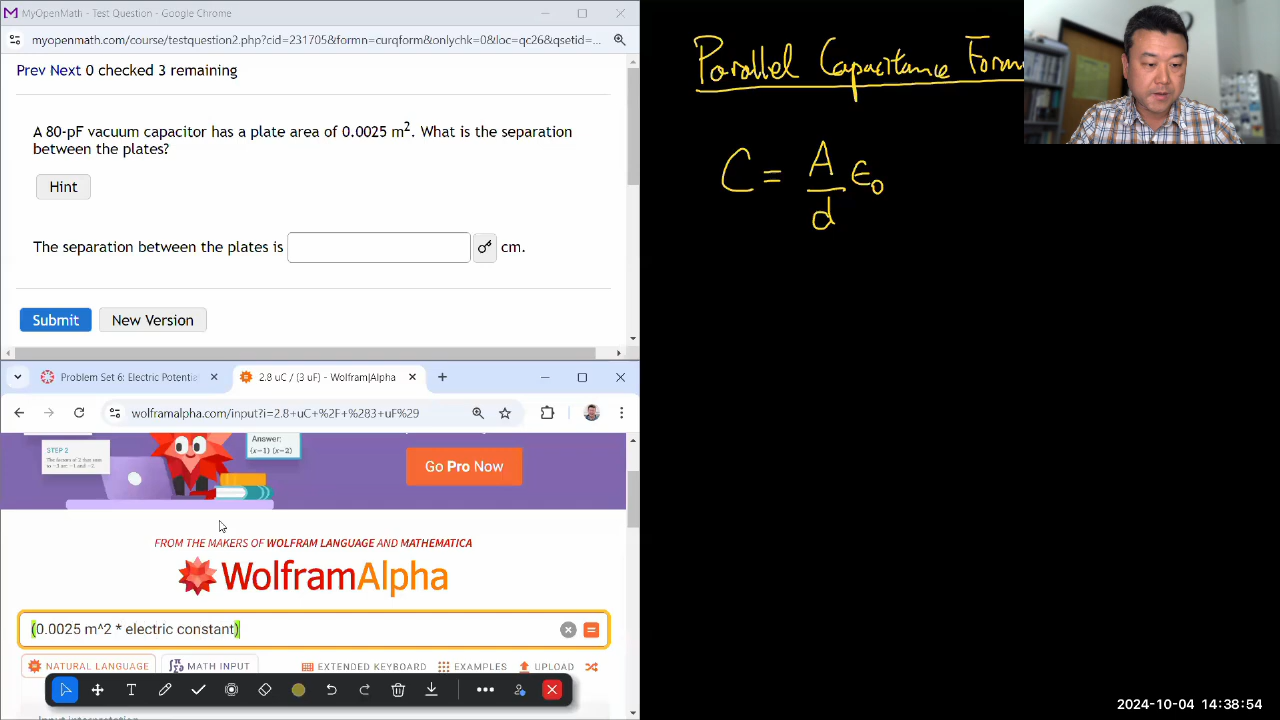 MyOpenMath - Test Question - Google Chrome
myopenmath.com/course/testquestion2.php?cid=231705&formn=curqform&onlychk=0&loc=qc26&qsetid=...
Prev Next 0 checked/0 remaining
A 80-pF vacuum capacitor has a plate area of 0.0025 m². What is the separation
between the plates?
Hint
The separation between the plates is cm.
Submit New Version
Parallel Capacitance Form
C = A/d ϵ₀
Problem Set 6: Electric Potenti
2.8 uC / (3 uF) - Wolfram|Alpha
wolframalpha.com/input?i=2.8+uC+%2F+%283+uF%29
STEP 2
Answer:
Go Pro Now
FROM THE MAKERS OF WOLFRAM LANGUAGE AND MATHEMATICA
WolframAlpha
(0.0025 m^2 * electric constant)
NATURAL LANGUAGE MATH INPUT EXTENDED KEYBOARD EXAMPLES UPLOAD
2024-10-04 14:38:54